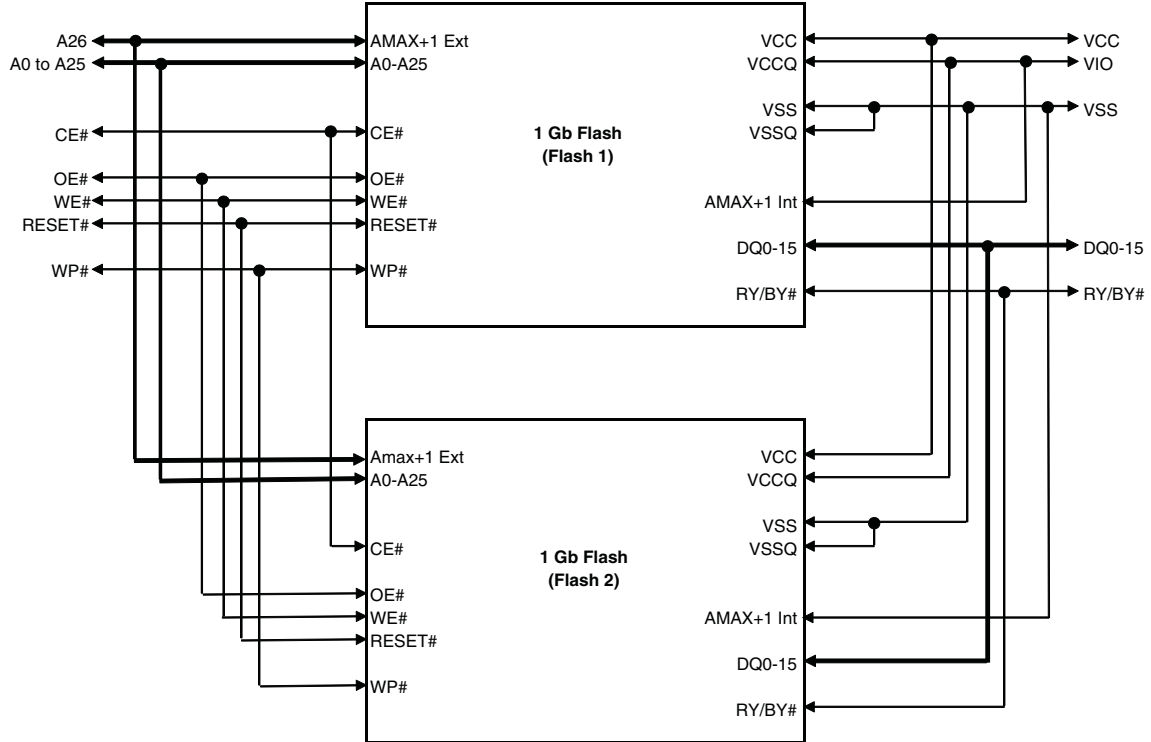 A26
A0 to A25
CE#
OE#
WE#
RESET#
WP#
AMAX+1 Ext
A0-A25
CE#
OE#
WE#
RESET#
WP#
1 Gb Flash
(Flash 1)
VCC
VCCQ
VSS
VSSQ
AMAX+1 Int
DQ0-15
RY/BY#
VCC
VIO
VSS
DQ0-15
RY/BY#
Amax+1 Ext
A0-A25
CE#
OE#
WE#
RESET#
WP#
1 Gb Flash
(Flash 2)
VCC
VCCQ
VSS
VSSQ
AMAX+1 Int
DQ0-15
RY/BY#